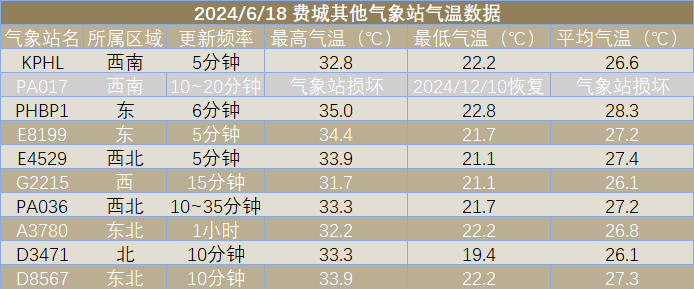 2024/6/18 费城其他气象站气温数据
气象站名 所属区域 更新频率 最高气温（℃） 最低气温（℃） 平均气温（℃）
KPHL 西南 5分钟 32.8 22.2 26.6
PA017 西南 10~20分钟 气象站损坏 2024/12/10恢复 气象站损坏
PHBP1 东 6分钟 35.0 22.8 28.3
E8199 东 5分钟 34.4 21.7 27.2
E4529 西北 5分钟 33.9 21.1 27.4
G2215 西 15分钟 31.7 21.1 26.1
PA036 西北 10~35分钟 33.3 21.7 27.2
A3780 东北 1小时 32.2 22.2 26.8
D3471 北 10分钟 33.3 19.4 26.1
D8567 东北 10分钟 33.9 22.2 27.3